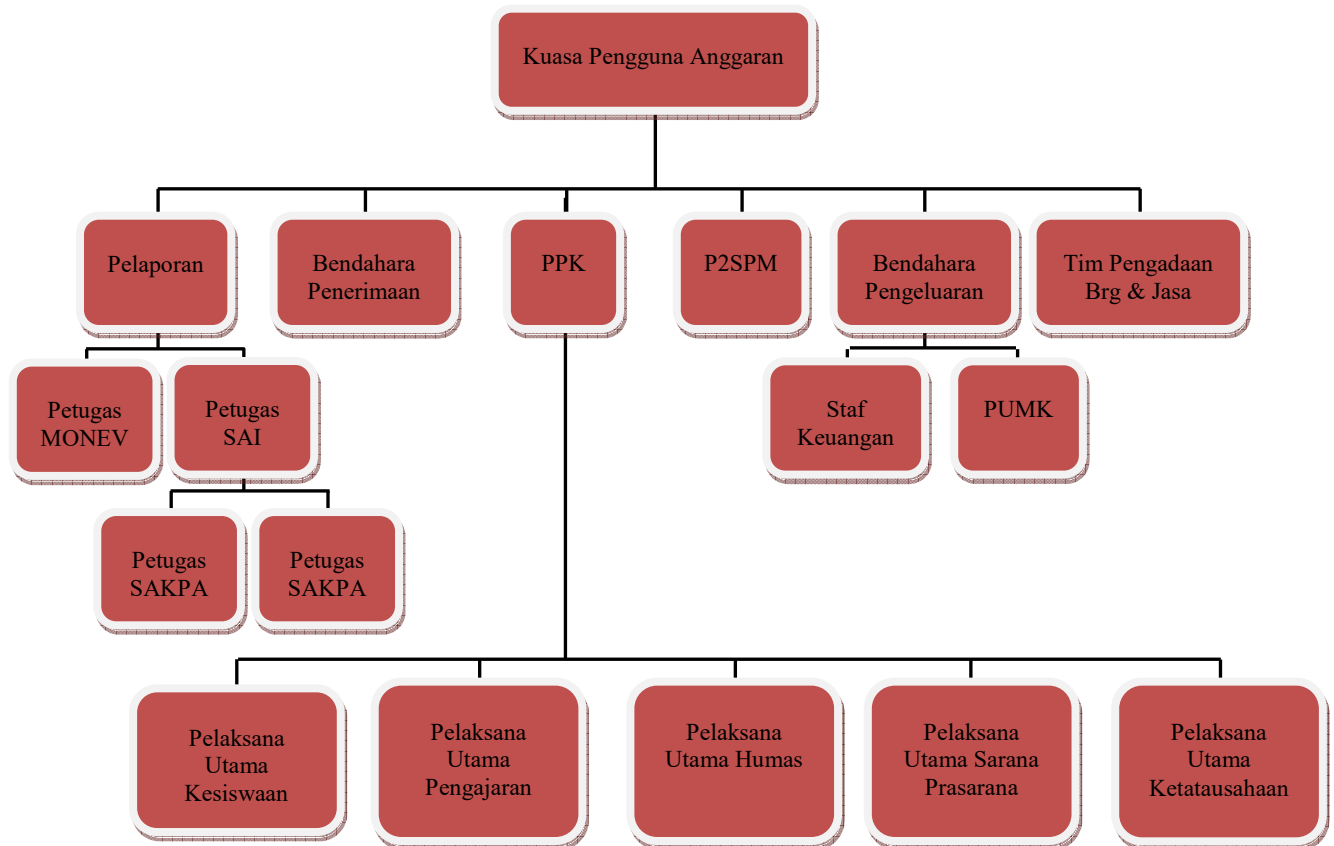 Kuasa Pengguna Anggaran
Pelaporan
Bendahara
Penerimaan
PPK
P2SPM
Bendahara
Pengeluaran
Tim Pengadaan
Brg & Jasa
Petugas
MONEV
Petugas
SAI
Staf
Keuangan
PUMK
Petugas
SAKPA
Petugas
SAKPA
Pelaksana
Utama
Kesiswaan
Pelaksana
Utama
Pengajaran
Pelaksana
Utama Humas
Pelaksana
Utama Sarana
Prasarana
Pelaksana
Utama
Ketatausahaan